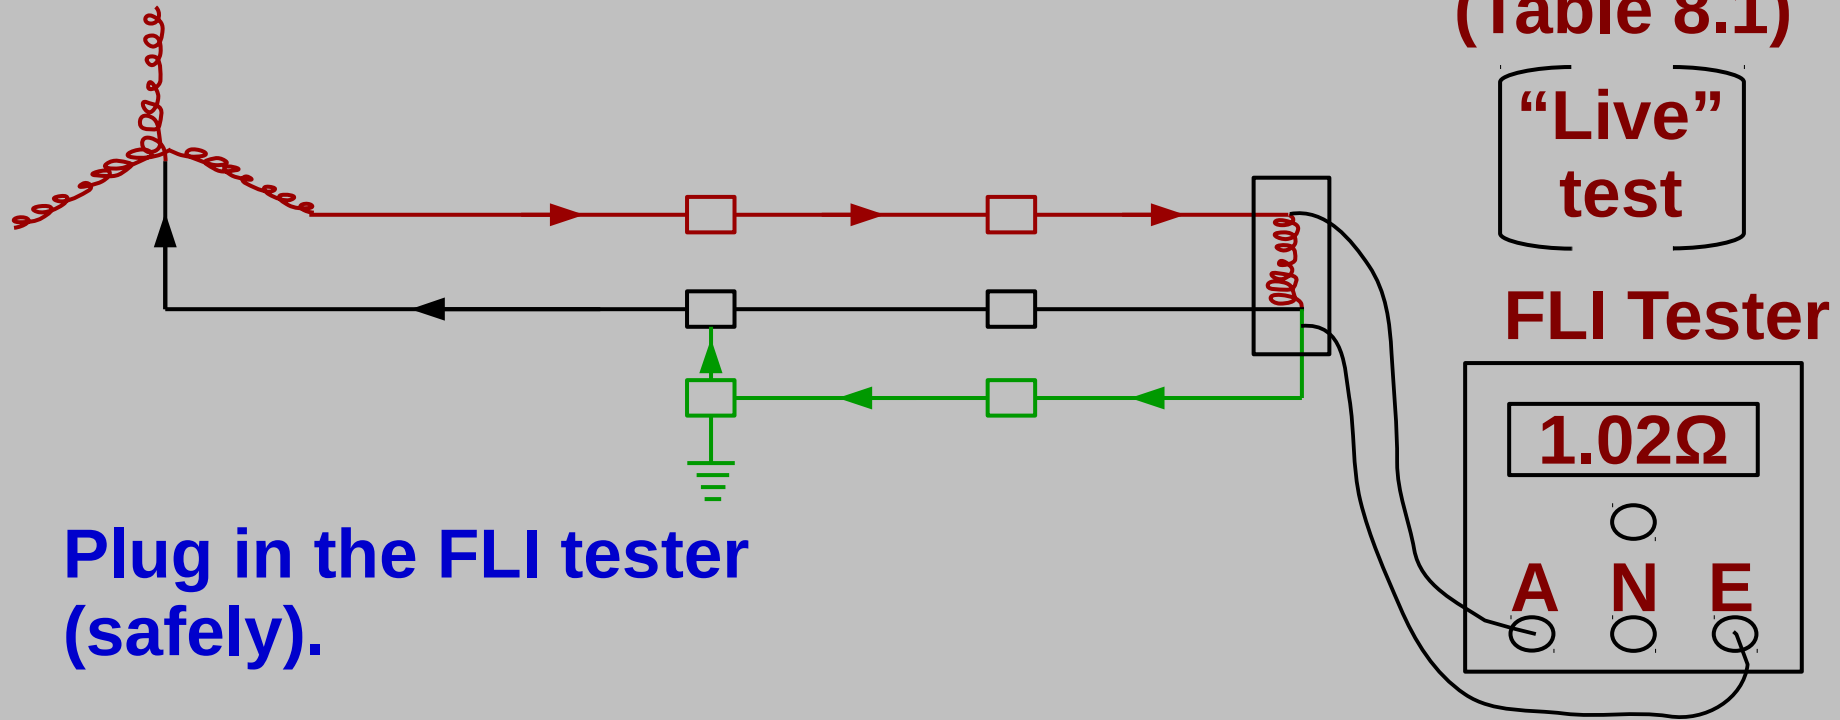 (Table 8.1)
“Live”
test
FLI Tester
1.02Ω
A N E
Plug in the FLI tester
(safely).